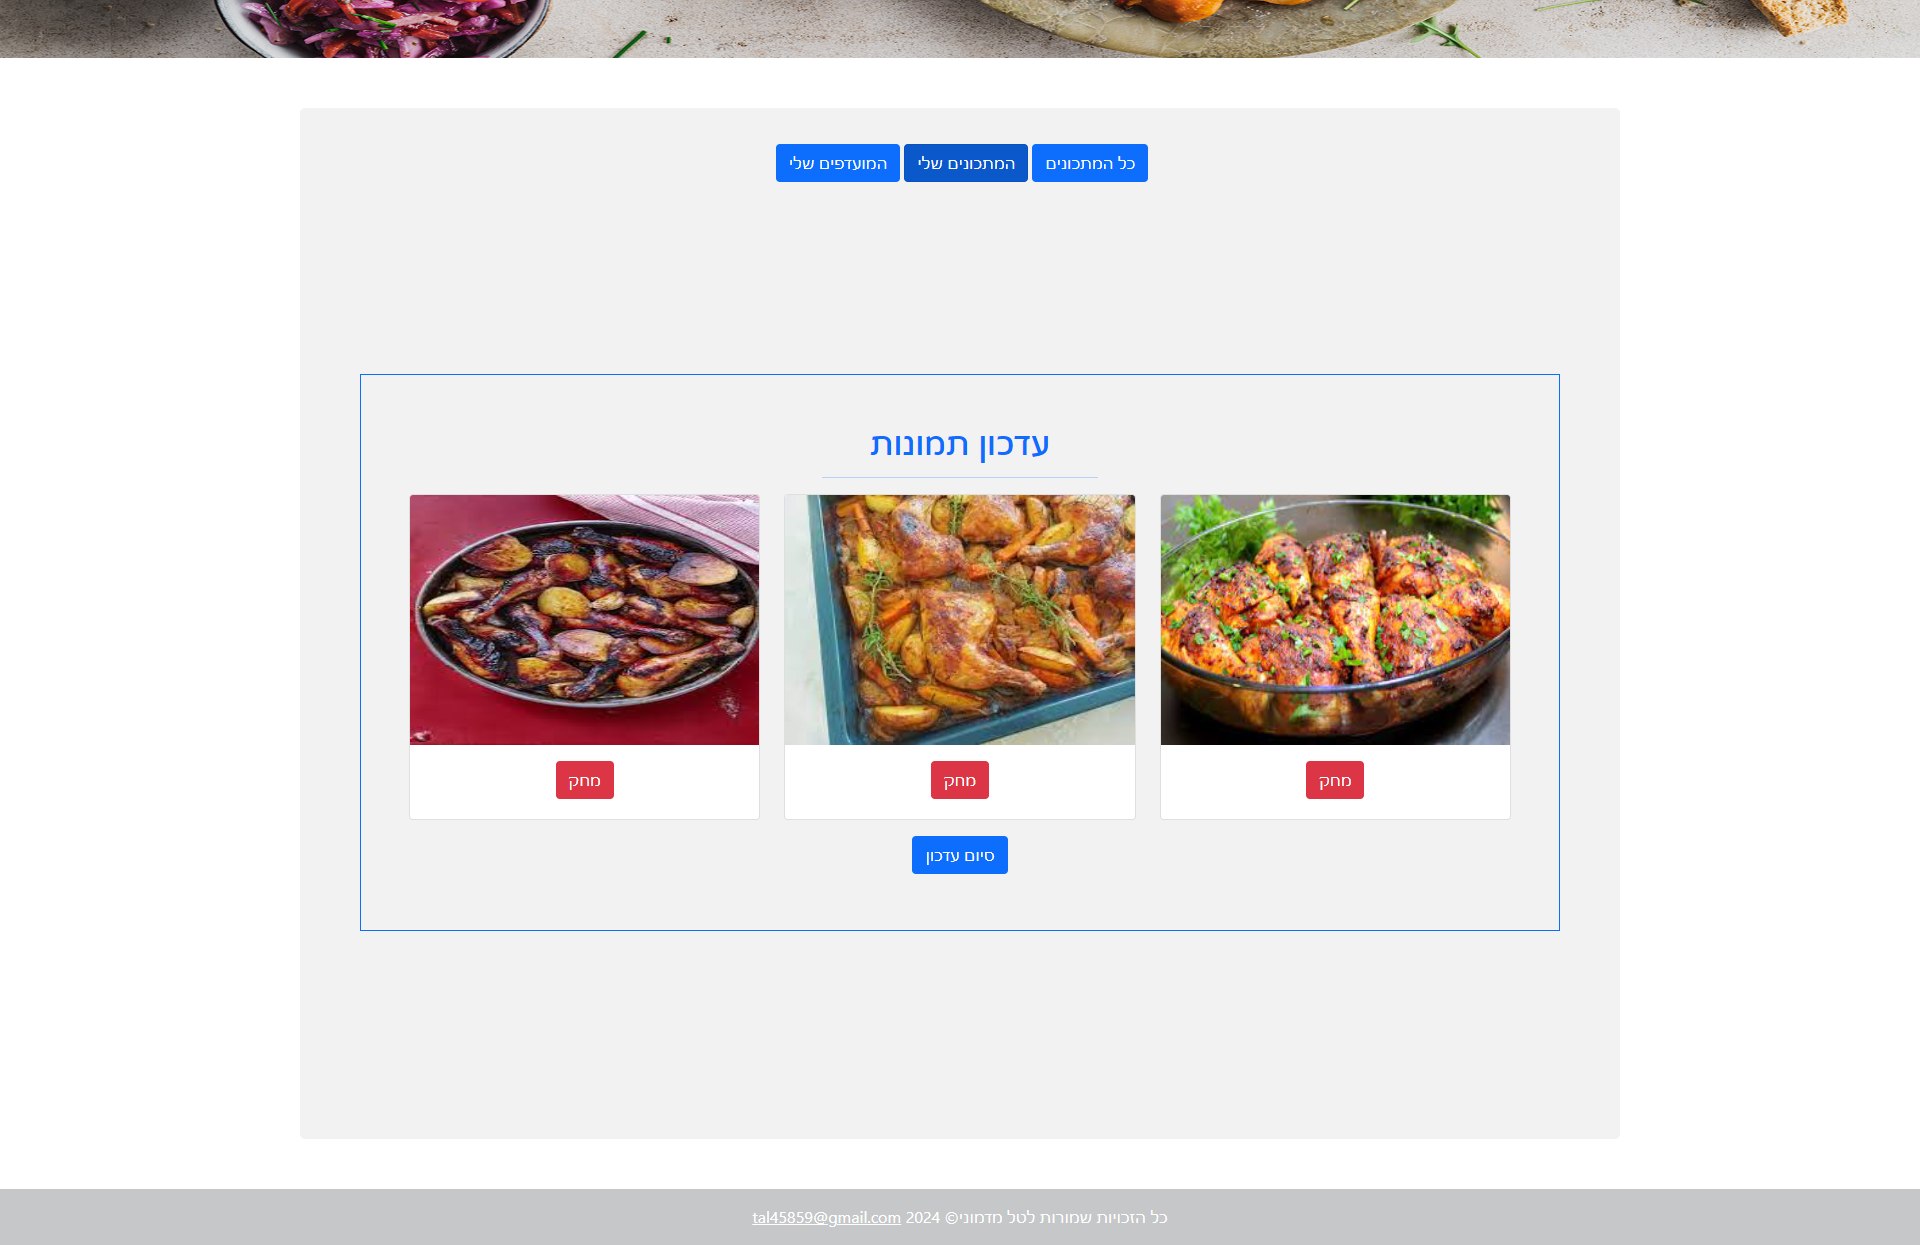 כל המתכונים המתכונים שלי המועדפים שלי
עדכון תמונות
מחק מחק מחק
סיום עדכון
כל הזכויות שמורות לטל מדמוני© 2024 tal45859@gmail.com